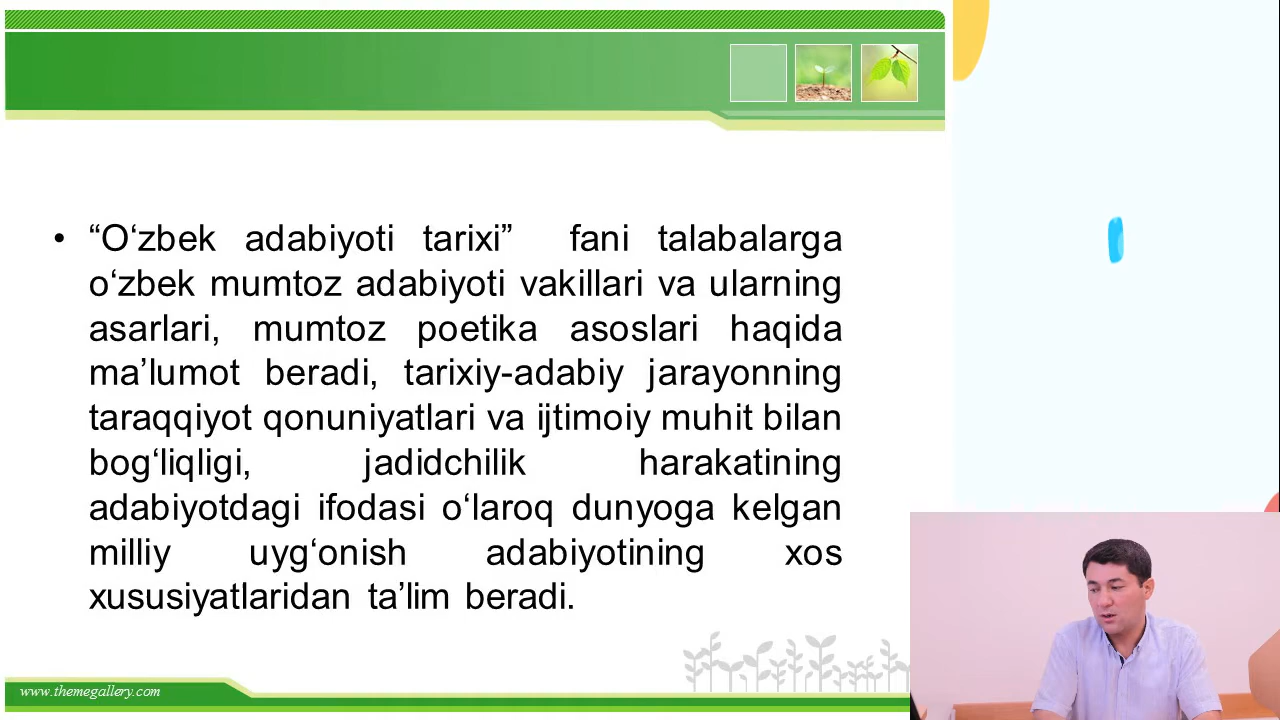 • “O‘zbek adabiyoti tarixi” fani talabalarga
o‘zbek mumtoz adabiyoti vakillari va ularning
asarlari, mumtoz poetika asoslari haqida
ma’lumot beradi, tarixiy-adabiy jarayonning
taraqqiyot qonuniyatlari va ijtimoiy muhit bilan
bog‘liqligi, jadidchilik harakatining
adabiyotdagi ifodasi o‘laroq dunyoga kelgan
milliy uyg‘onish adabiyotining xos
xususiyatlaridan ta’lim beradi.
www.themegallery.com